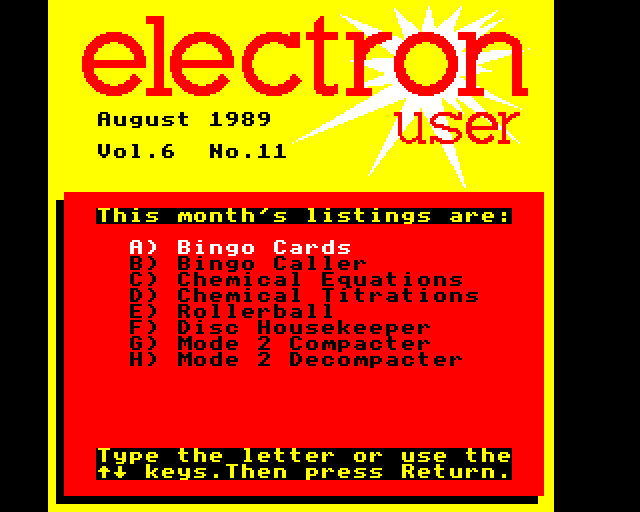 electron
user
August 1989
Vol.6 No.11
This month's listings are:
A) Bingo Cards
B) Bingo Caller
C) Chemical Equations
D) Chemical Titrations
E) Rollerball
F) Disc Housekeeper
G) Mode 2 Compacter
H) Mode 2 Decompacter
Type the letter or use the
↑↓ keys.Then press Return.